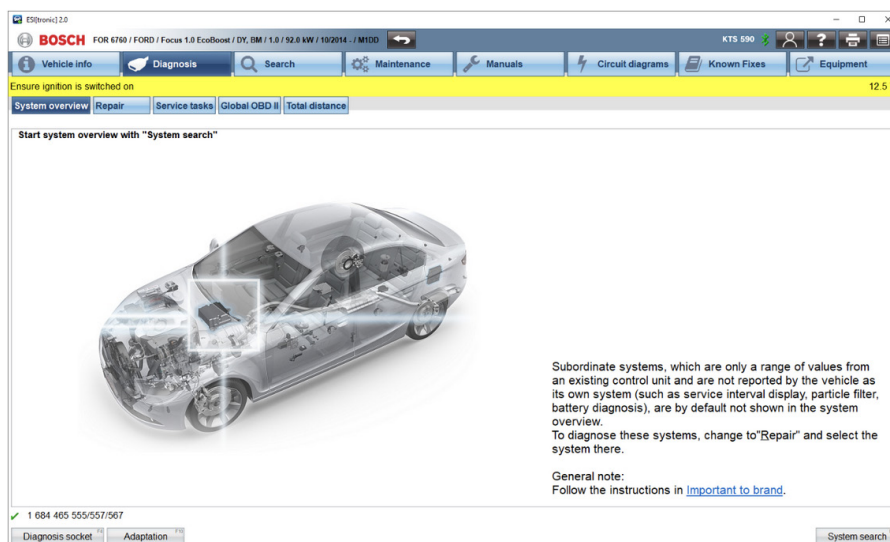 ESI[tronic] 2.0
BOSCH FOR 6760 / FORD / Focus 1.0 EcoBoost / DY, BM / 1.0 / 92.0 kW / 10/2014 - / M1DD KTS 590 ?
Vehicle info Diagnosis Search Maintenance Manuals Circuit diagrams Known Fixes Equipment
Ensure ignition is switched on 12.5
System overview Repair Service tasks Global OBD II Total distance
Start system overview with "System search"
Subordinate systems, which are only a range of values from
an existing control unit and are not reported by the vehicle as
its own system (such as service interval display, particle filter,
battery diagnosis), are by default not shown in the system
overview.
To diagnose these systems, change to"Repair" and select the
system there.
General note:
Follow the instructions in Important to brand.
1 684 465 555/557/567
Diagnosis socket Adaptation System search